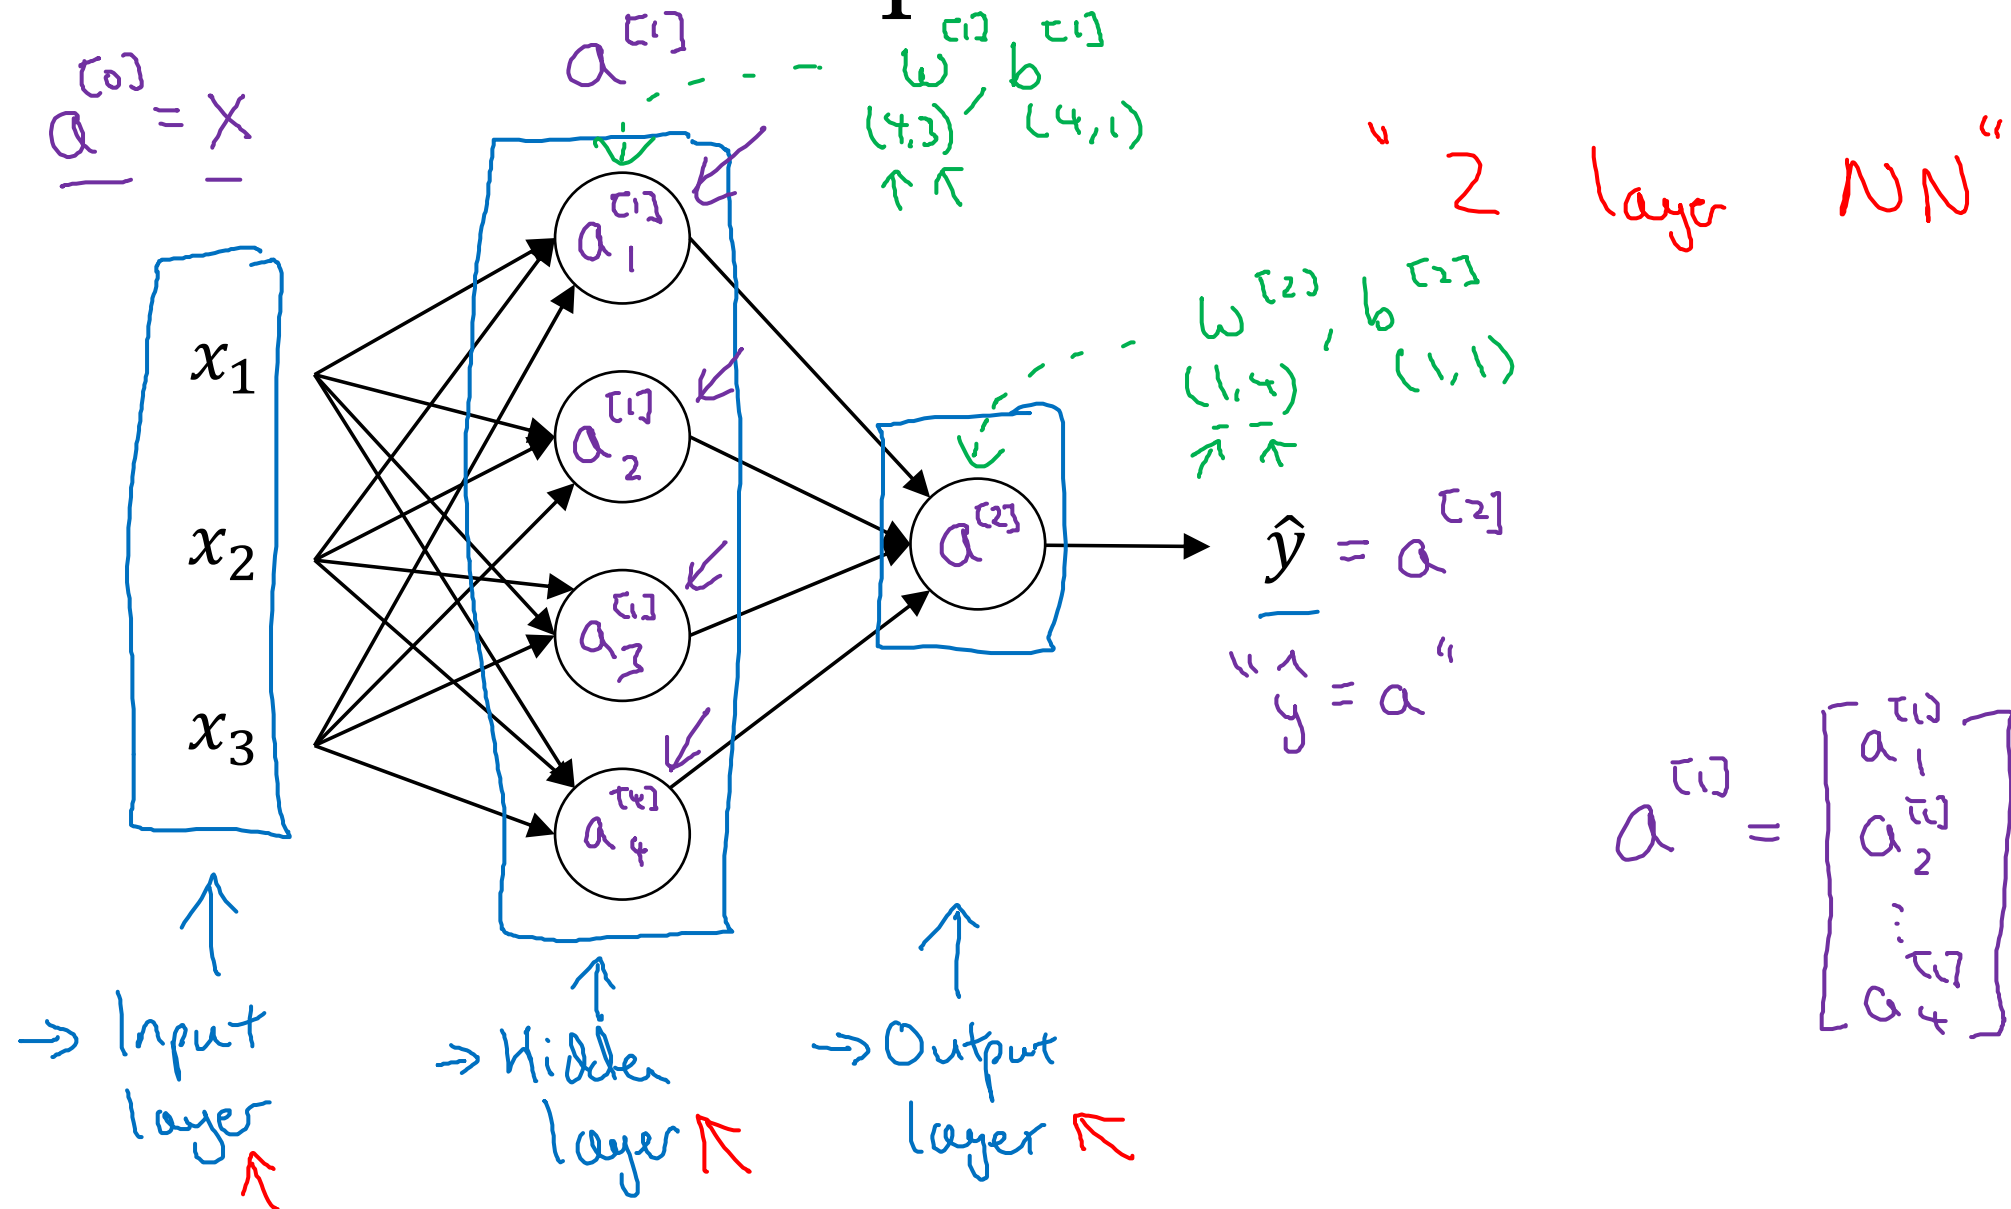 a^[0] = X
a^[1]
w^[1], b^[1]
(4,3) (4,1)
"2 layer NN"
x₁
x₂
x₃
a₁^[1]
a₂^[1]
a₃^[1]
a₄^[4]
w^[2], b^[2]
(1,4) (1,1)
a^[2]
ŷ = a^[2]
"ŷ = a"
a^[1] = [a₁^[1]
a₂^[1]
⋮
a₄^[1]]
→ Input
layer
→ Hidden
layer
→ Output
layer